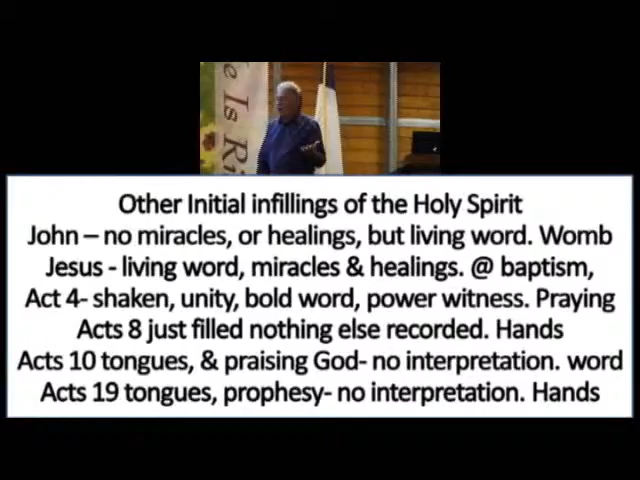 e Is Ri
Other Initial infillings of the Holy Spirit
John – no miracles, or healings, but living word. Womb
Jesus - living word, miracles & healings. @ baptism,
Act 4- shaken, unity, bold word, power witness. Praying
Acts 8 just filled nothing else recorded. Hands
Acts 10 tongues, & praising God- no interpretation. word
Acts 19 tongues, prophesy- no interpretation. Hands